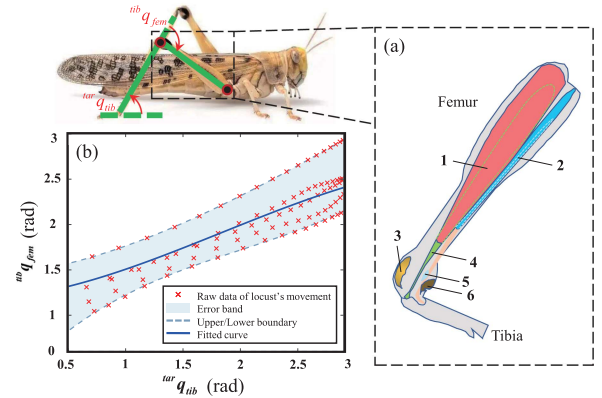 tib q fem
tar q tib
(a)
Femur
1
2
3
4
5
6
Tibia
(b)
3
3
2.5
2
1.5
1
0
tib q fem (rad)
Raw data of locust's movement
Error band
Upper/Lower boundary
Fitted curve
0.5 1 1.5 2 2.5 3
tar q tib (rad)